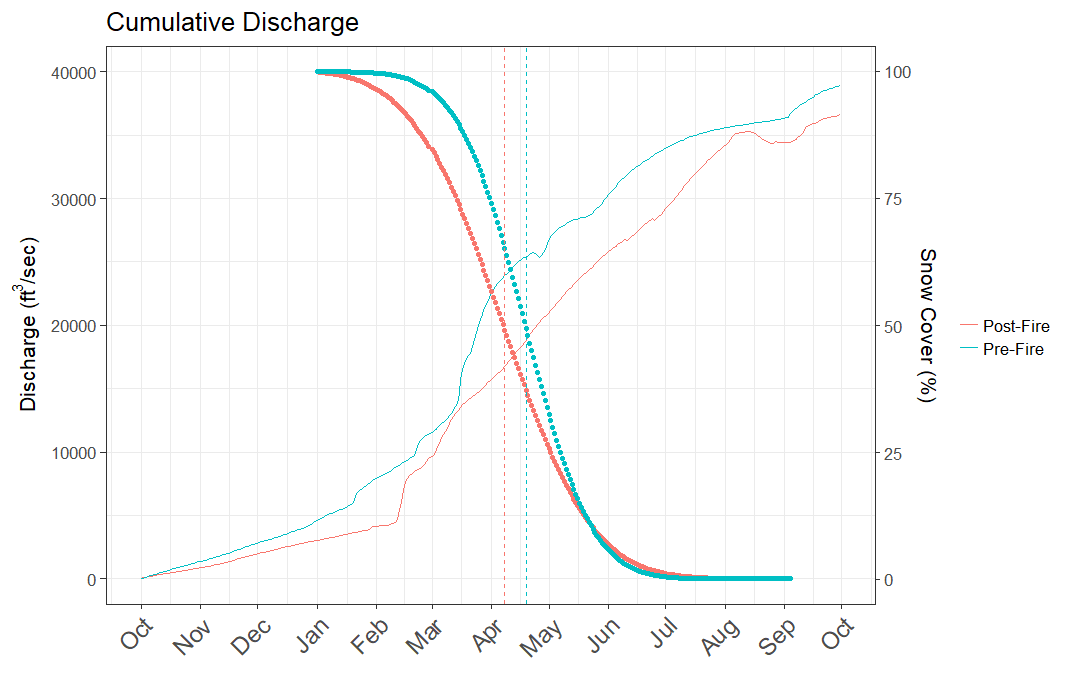 Cumulative Discharge
40000
30000
20000
10000
0
Discharge (ft³/sec)
100
75
50
25
0
Snow Cover (%)
Post-Fire
Pre-Fire
Oct Nov Dec Jan Feb Mar Apr May Jun Jul Aug Sep Oct